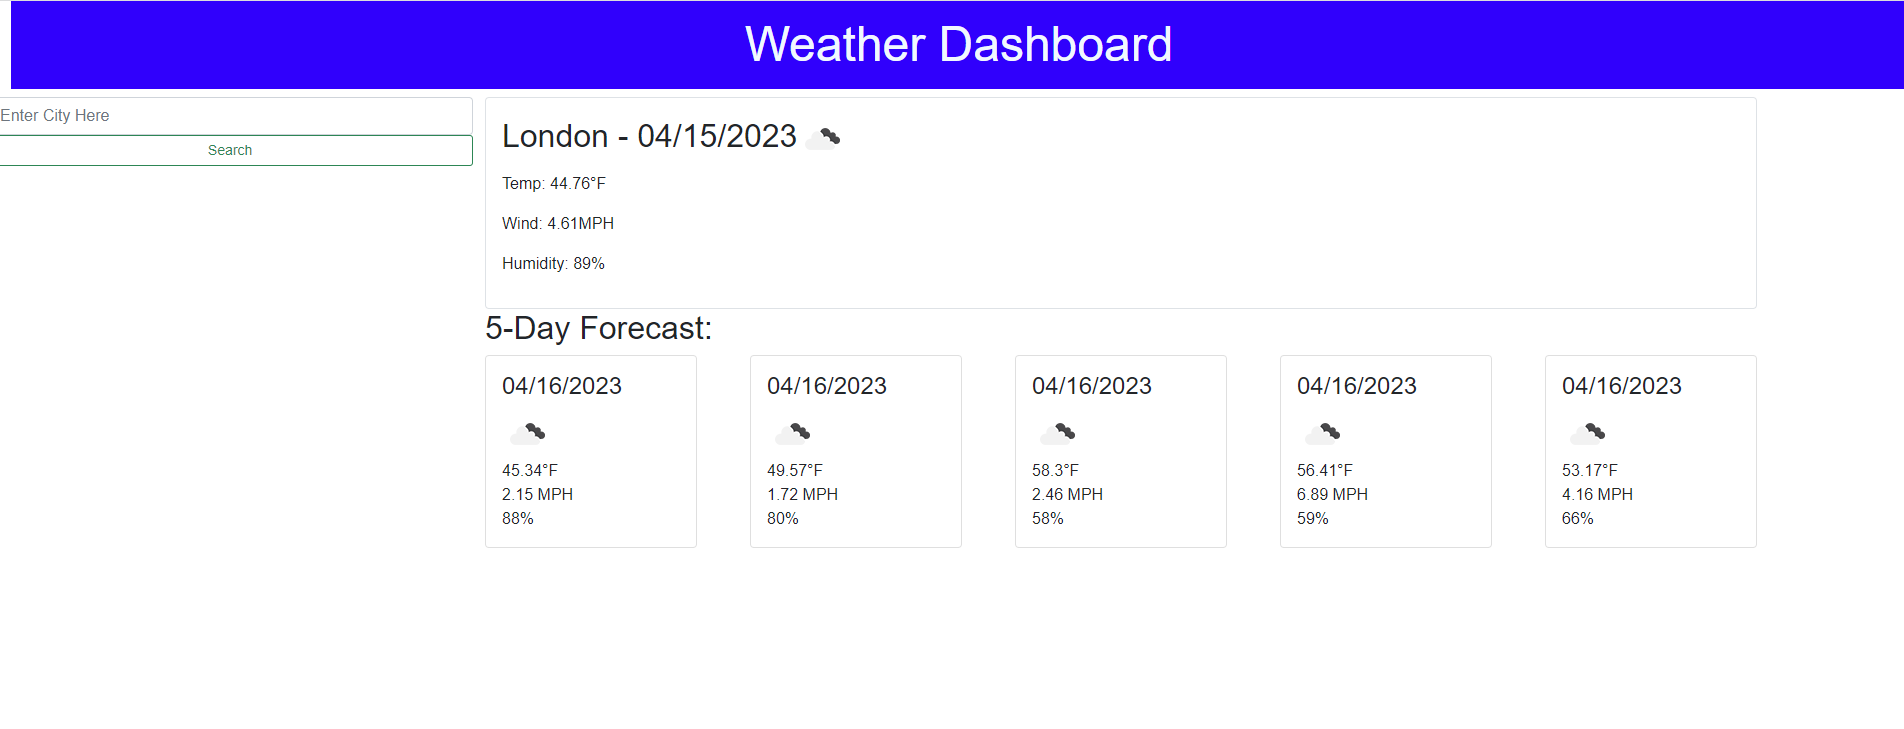 Weather Dashboard
Enter City Here
Search
London - 04/15/2023
Temp: 44.76°F
Wind: 4.61MPH
Humidity: 89%
5-Day Forecast:
04/16/2023
45.34°F
2.15 MPH
88%
04/16/2023
49.57°F
1.72 MPH
80%
04/16/2023
58.3°F
2.46 MPH
58%
04/16/2023
56.41°F
6.89 MPH
59%
04/16/2023
53.17°F
4.16 MPH
66%